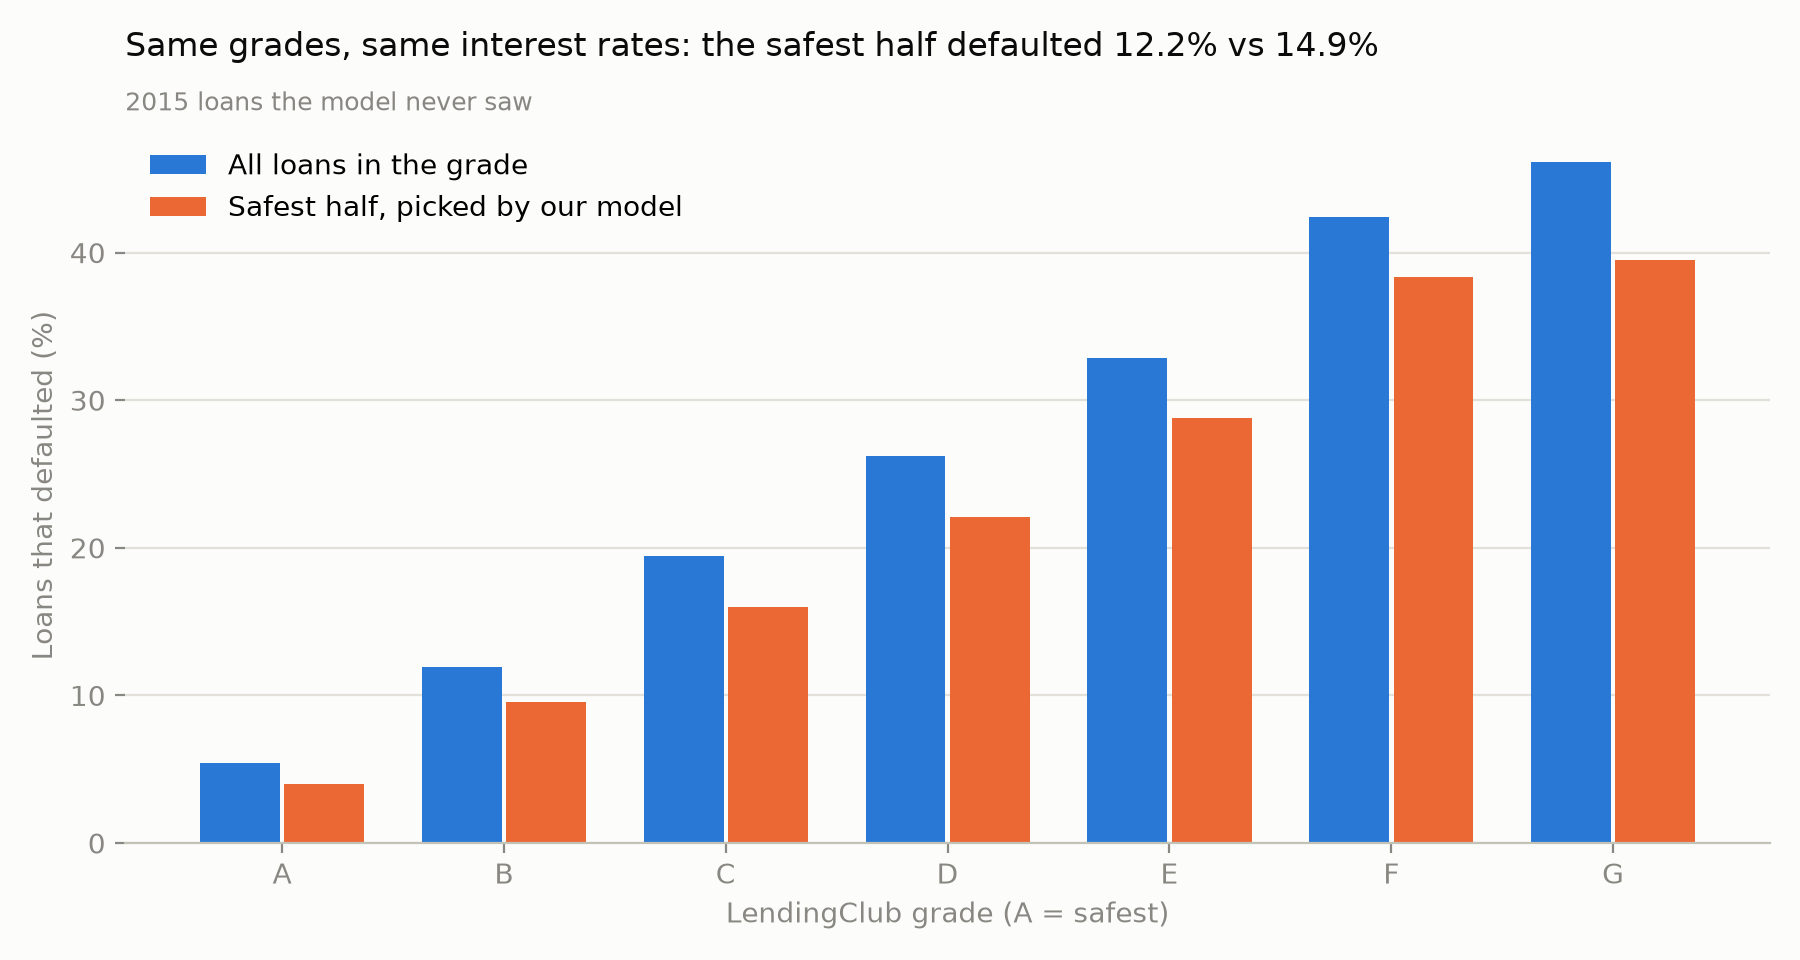 Same grades, same interest rates: the safest half defaulted 12.2% vs 14.9%
2015 loans the model never saw
All loans in the grade
Safest half, picked by our model
Loans that defaulted (%)
40
30
20
10
0
A B C D E F G
LendingClub grade (A = safest)